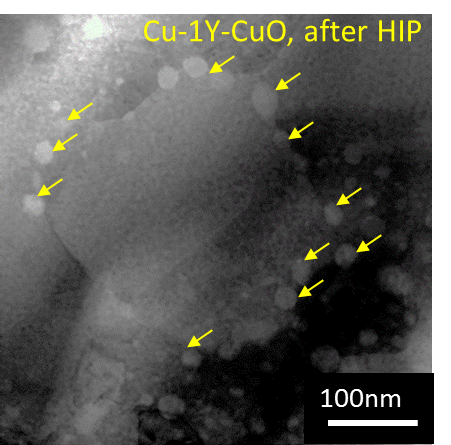 Cu-1Y-CuO, after HIP
100nm